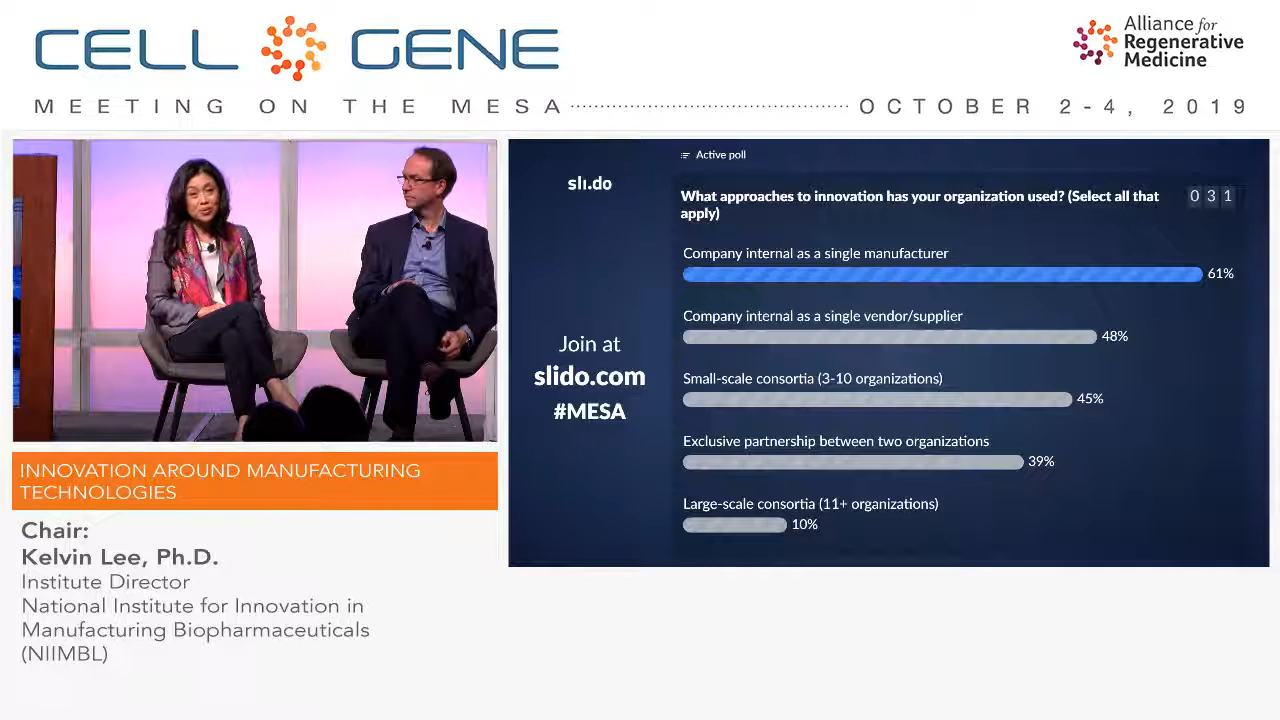 CELL GENE
Alliance for
Regenerative
Medicine
MEETING ON THE MESA
OCTOBER 2-4, 2019
INNOVATION AROUND MANUFACTURING
TECHNOLOGIES
Chair:
Kelvin Lee, Ph.D.
Institute Director
National Institute for Innovation in
Manufacturing Biopharmaceuticals
(NIIMBL)
sli.do
Join at
slido.com
#MESA
Active poll
What approaches to innovation has your organization used? (Select all that
apply)
0 3 1
Company internal as a single manufacturer
61%
Company internal as a single vendor/supplier
48%
Small-scale consortia (3-10 organizations)
45%
Exclusive partnership between two organizations
39%
Large-scale consortia (11+ organizations)
10%